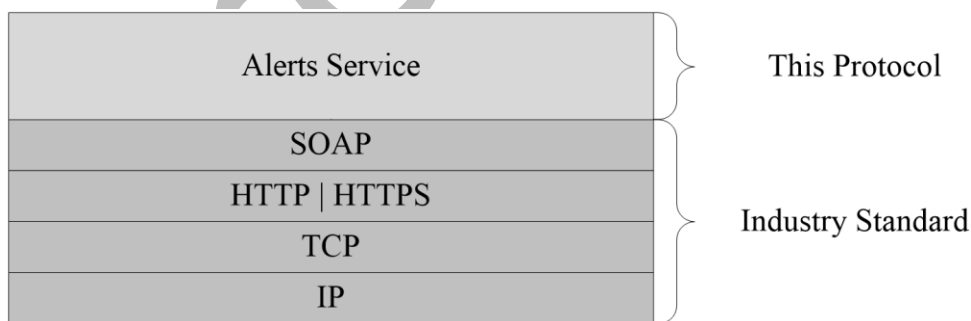 Alerts Service
This Protocol
SOAP
HTTP | HTTPS
TCP
Industry Standard
IP